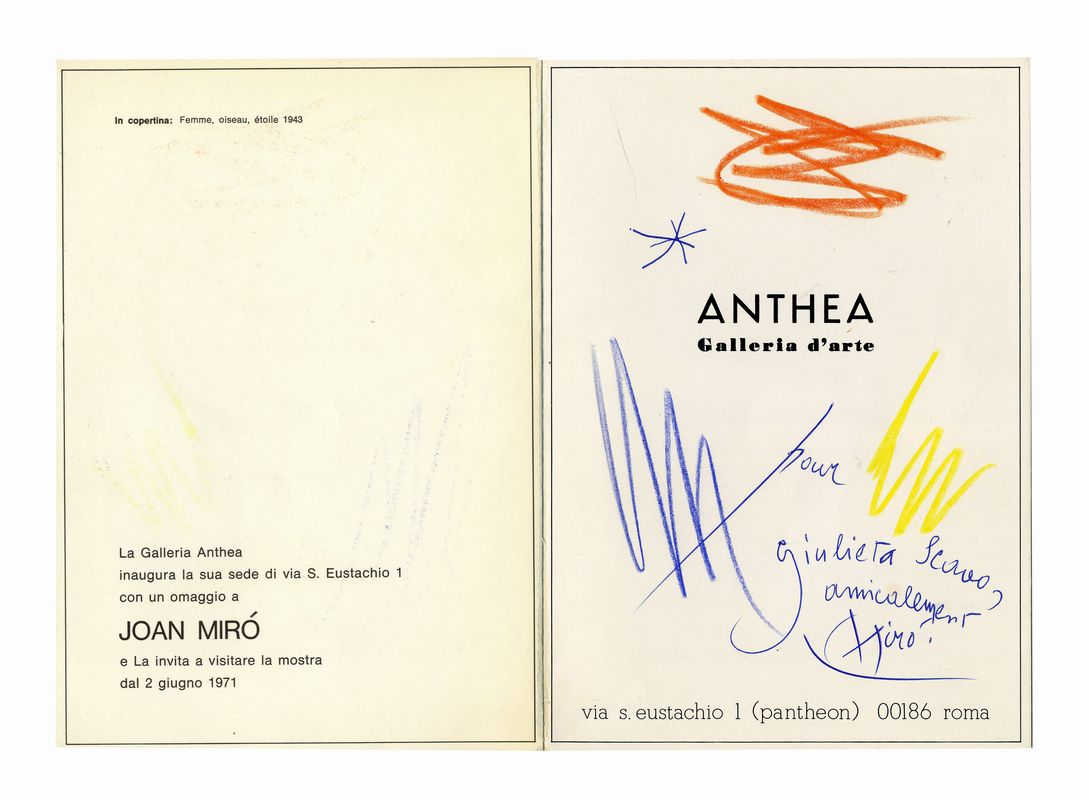 In copertina: Femme, oiseau, étoile 1943
La Galleria Anthea
inaugura la sua sede di via S. Eustachio 1
con un omaggio a
JOAN MIRÓ
e La invita a visitare la mostra
dal 2 giugno 1971
ANTHEA
Galleria d'arte
pour
giulieta Scavo,
amicalement
Miró.
via s. eustachio 1 (pantheon) 00186 roma